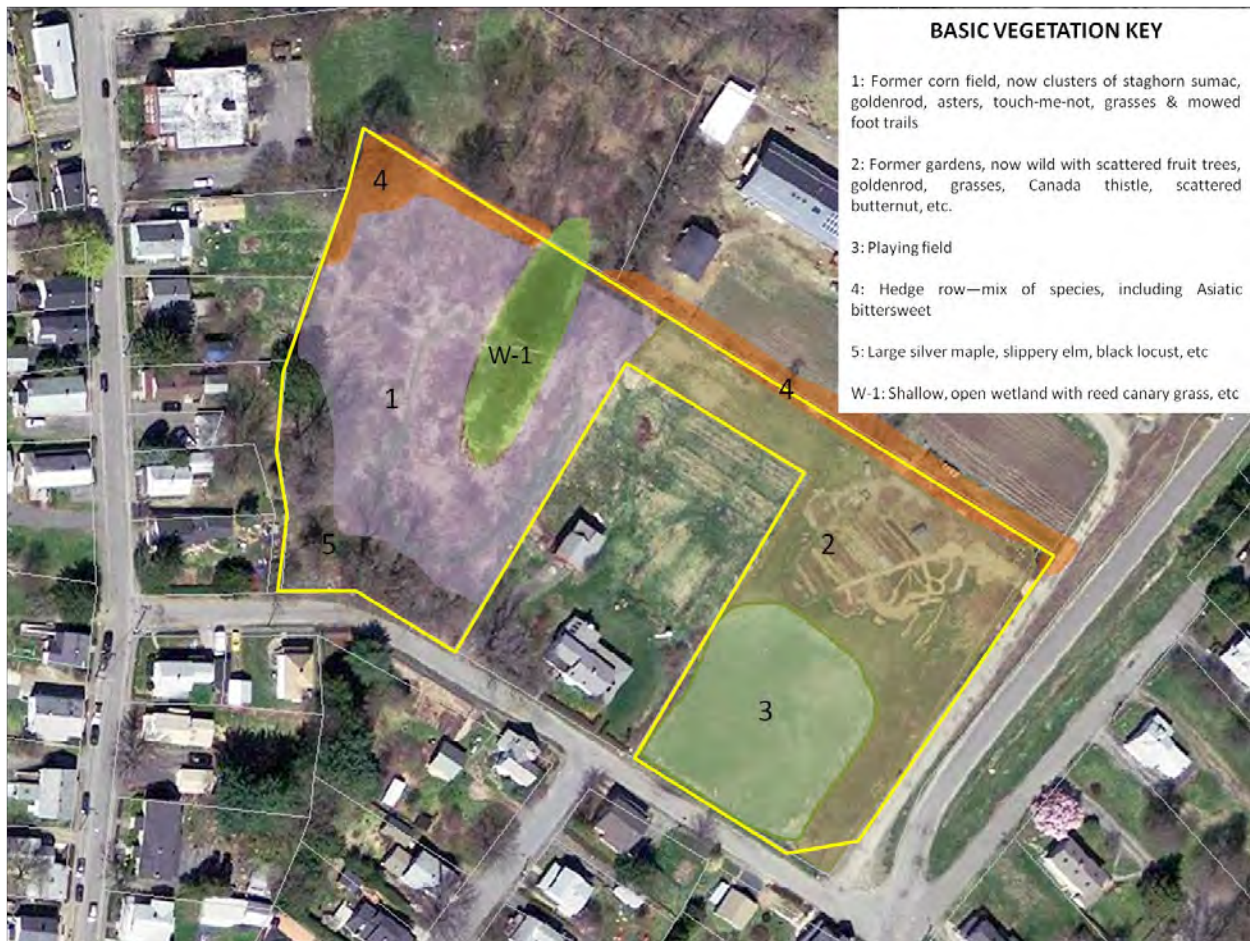 BASIC VEGETATION KEY
1: Former corn field, now clusters of staghorn sumac,
goldenrod, asters, touch-me-not, grasses & mowed
foot trails
2: Former gardens, now wild with scattered fruit trees,
goldenrod, grasses, Canada thistle, scattered
butternut, etc.
3: Playing field
4: Hedge row—mix of species, including Asiatic
bittersweet
5: Large silver maple, slippery elm, black locust, etc
W-1: Shallow, open wetland with reed canary grass, etc
4
W-1
1
4
5
2
3